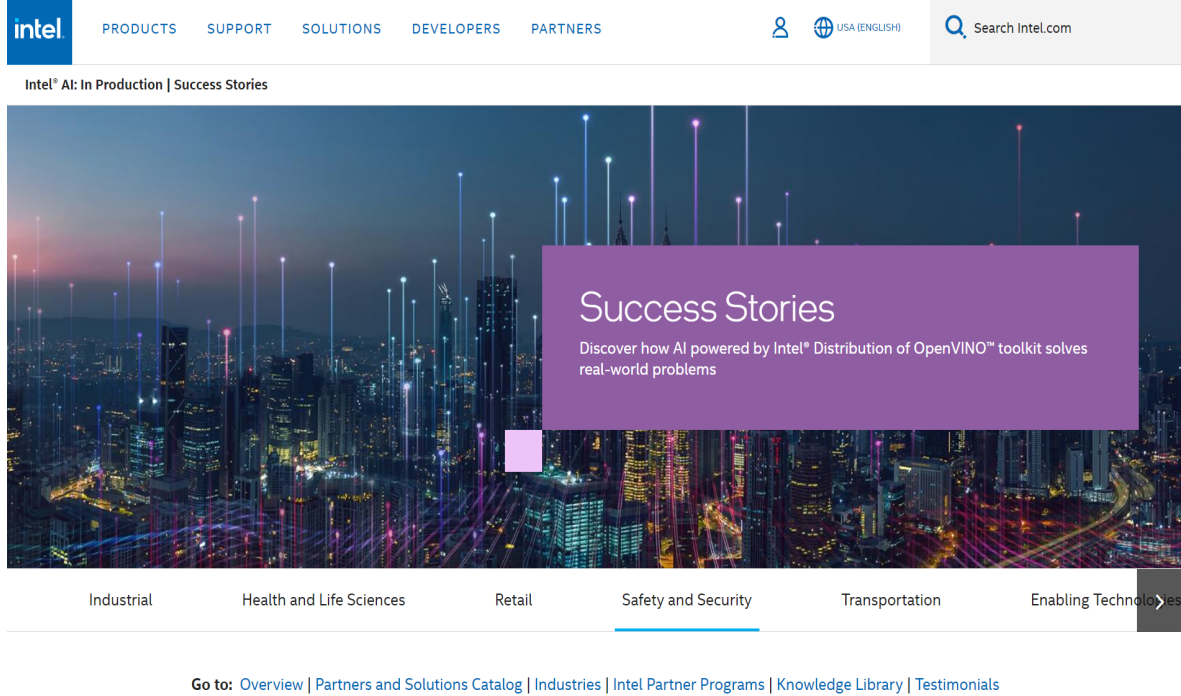 intel.
PRODUCTS SUPPORT SOLUTIONS DEVELOPERS PARTNERS USA (ENGLISH) Search Intel.com
Intel® AI: In Production | Success Stories
Success Stories
Discover how AI powered by Intel® Distribution of OpenVINO™ toolkit solves
real-world problems
Industrial Health and Life Sciences Retail Safety and Security Transportation Enabling Technologies
Go to: Overview | Partners and Solutions Catalog | Industries | Intel Partner Programs | Knowledge Library | Testimonials